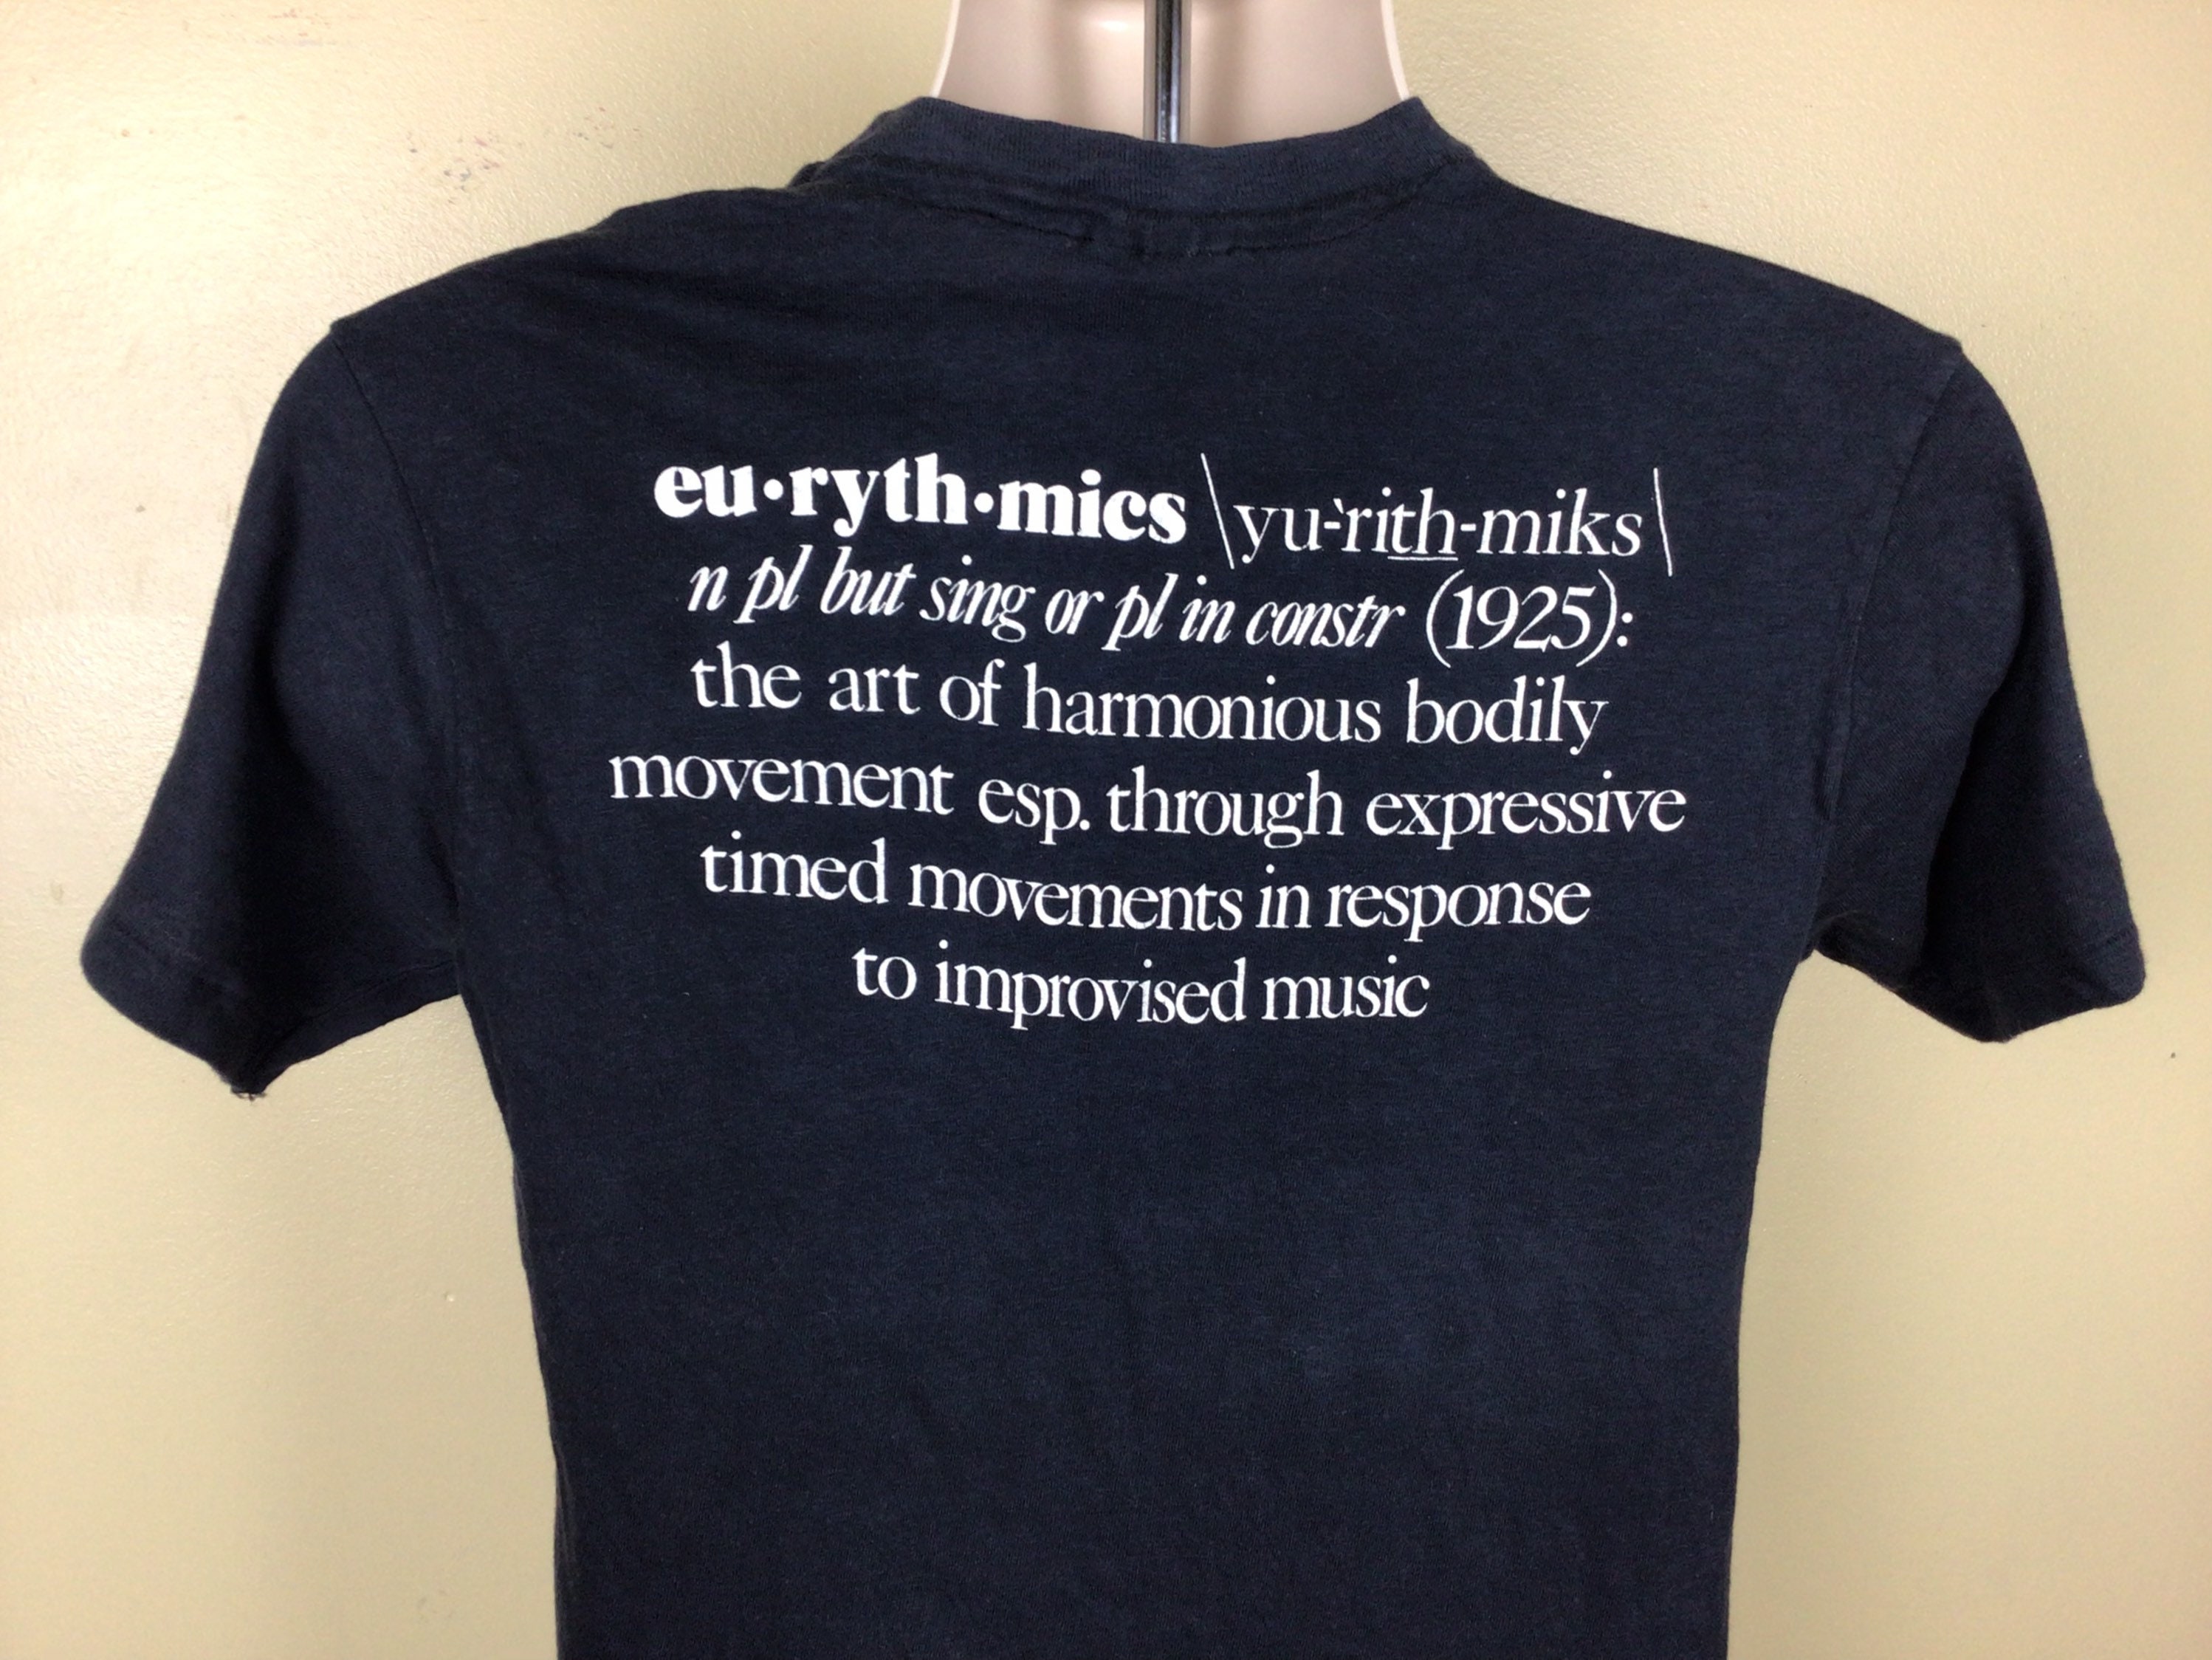 eu•ryth•mics \yu-'rith-miks\
n pl but sing or pl in constr (1925):
the art of harmonious bodily
movement esp. through expressive
timed movements in response
to improvised music